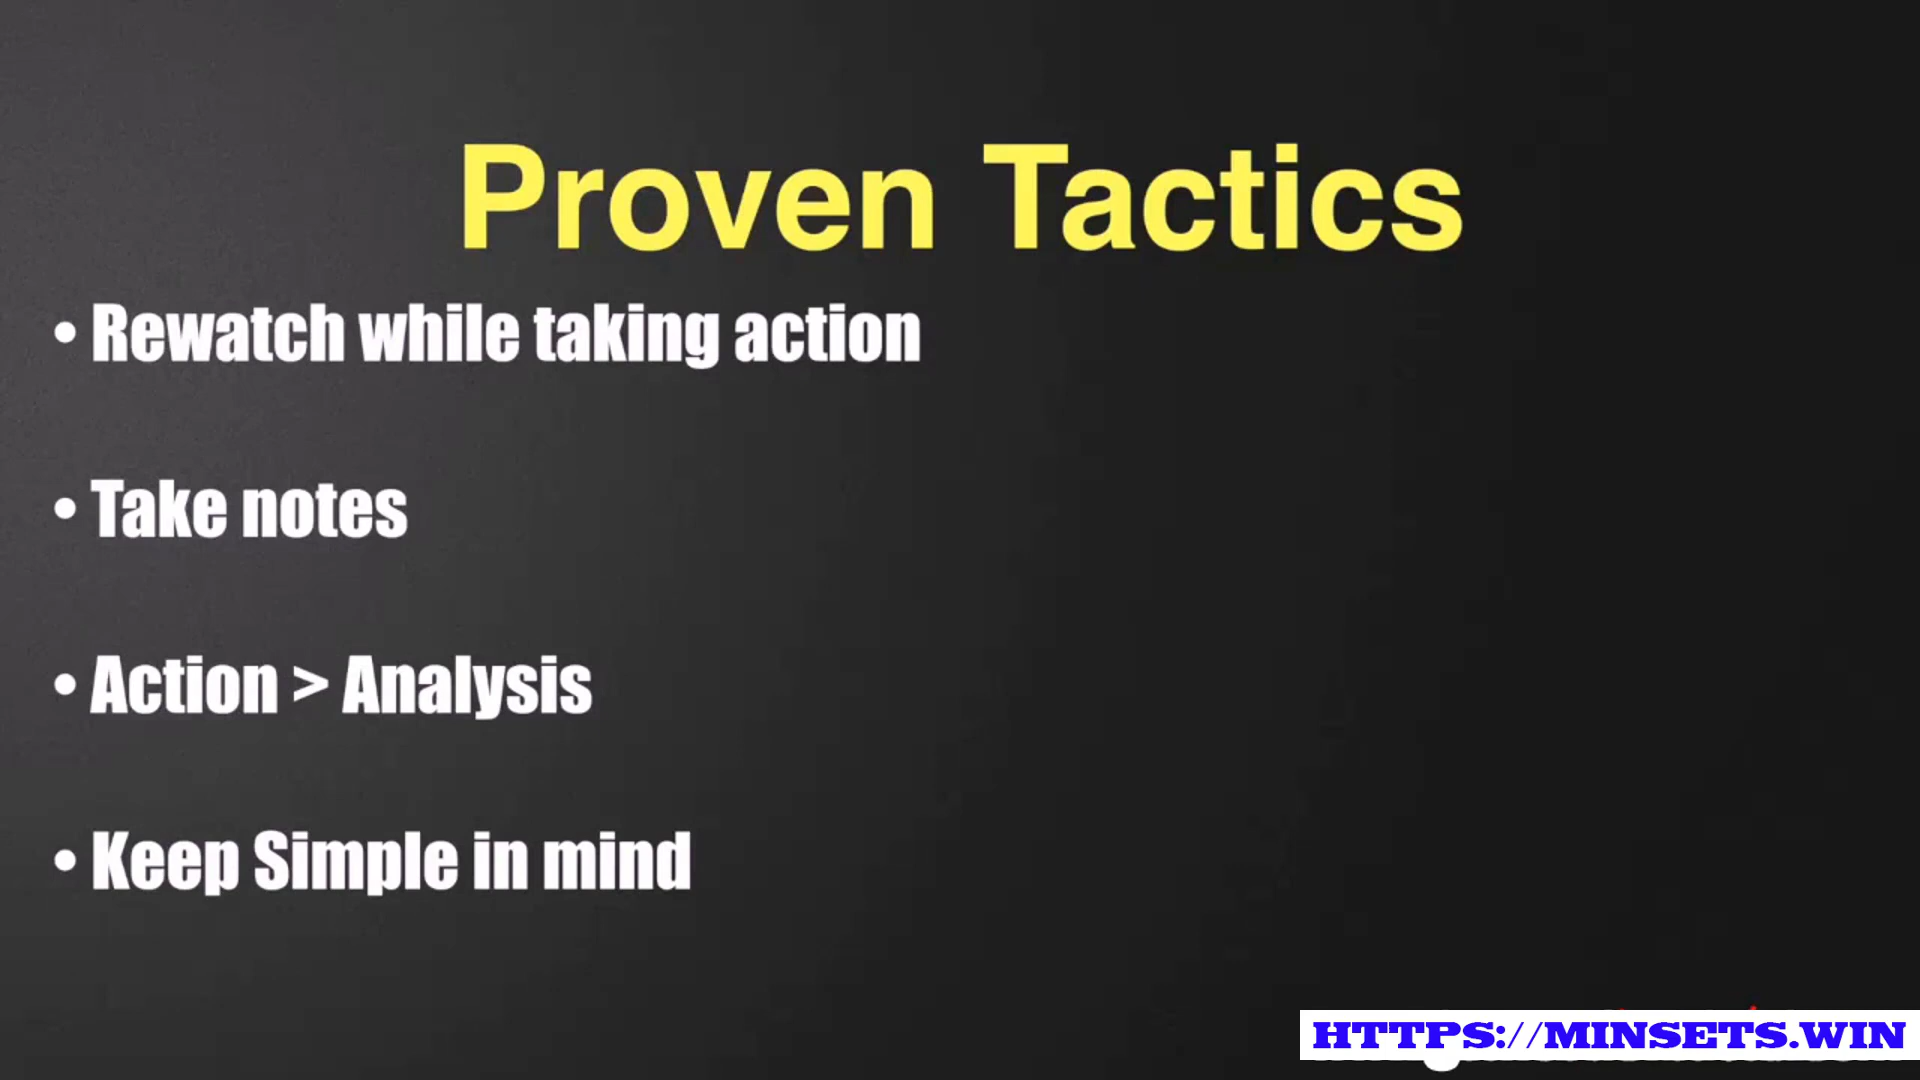 Proven Tactics
• Rewatch while taking action
• Take notes
• Action > Analysis
• Keep Simple in mind
HTTPS://MINSETS.WIN